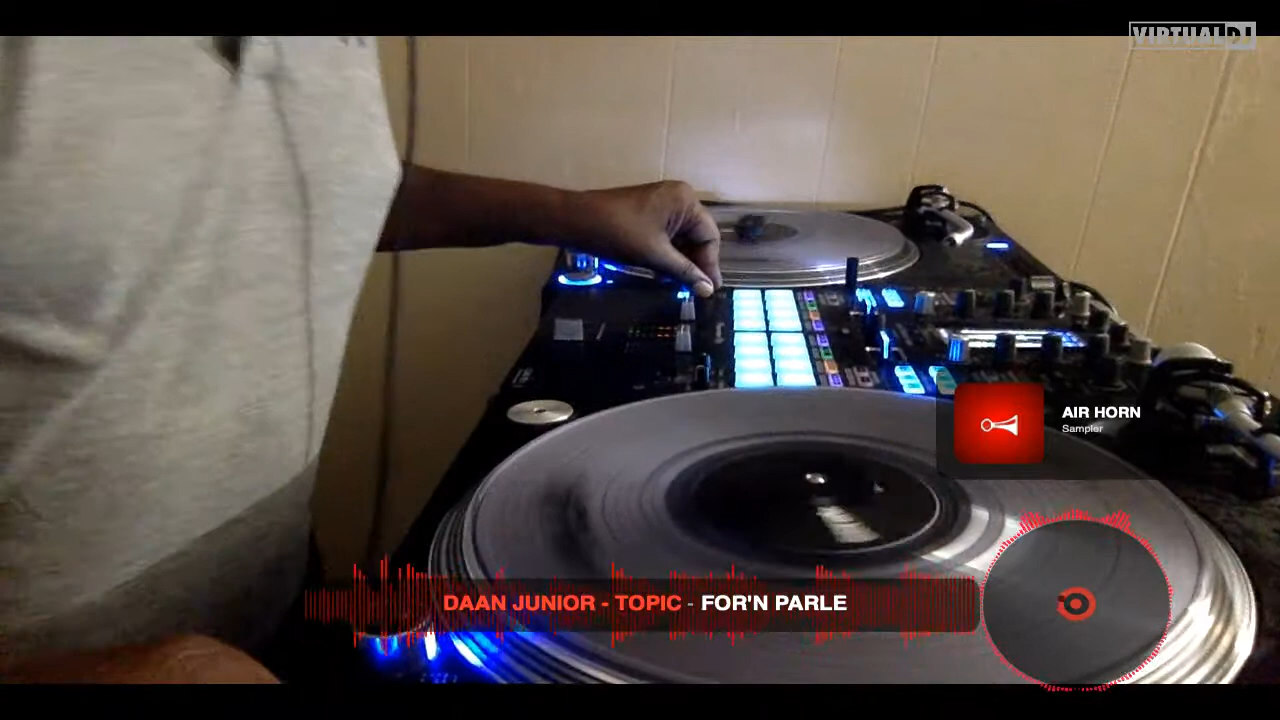 VIRTUALDJ
AIR HORN
Sampler
DAAN JUNIOR - TOPIC - FOR'N PARLE